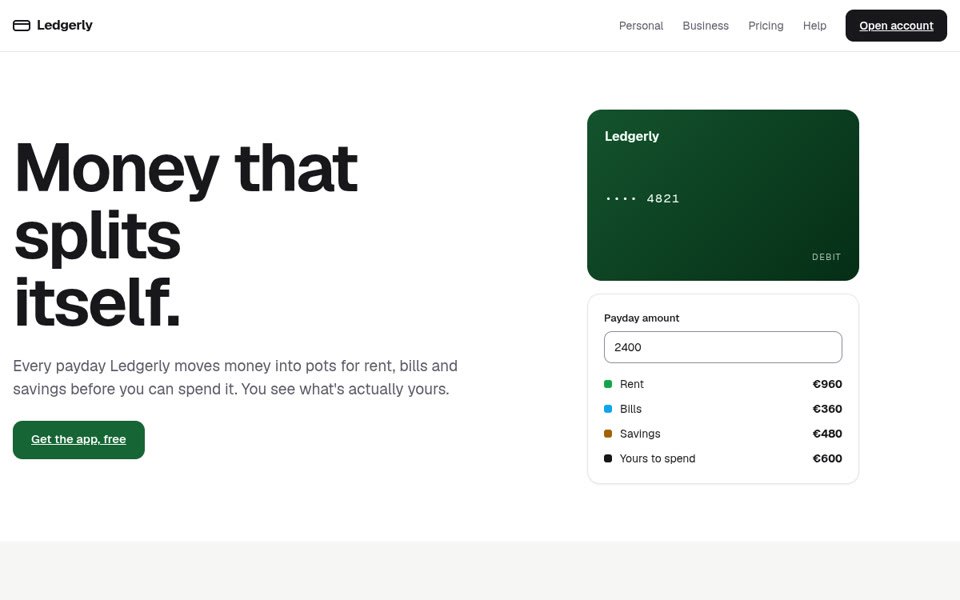 Ledgerly
Personal
Business
Pricing
Help
Open account
Money that
splits
itself.
Every payday Ledgerly moves money into pots for rent, bills and
savings before you can spend it. You see what's actually yours.
Get the app, free
Ledgerly
•••• 4821
DEBIT
Payday amount
2400
Rent €960
Bills €360
Savings €480
Yours to spend €600